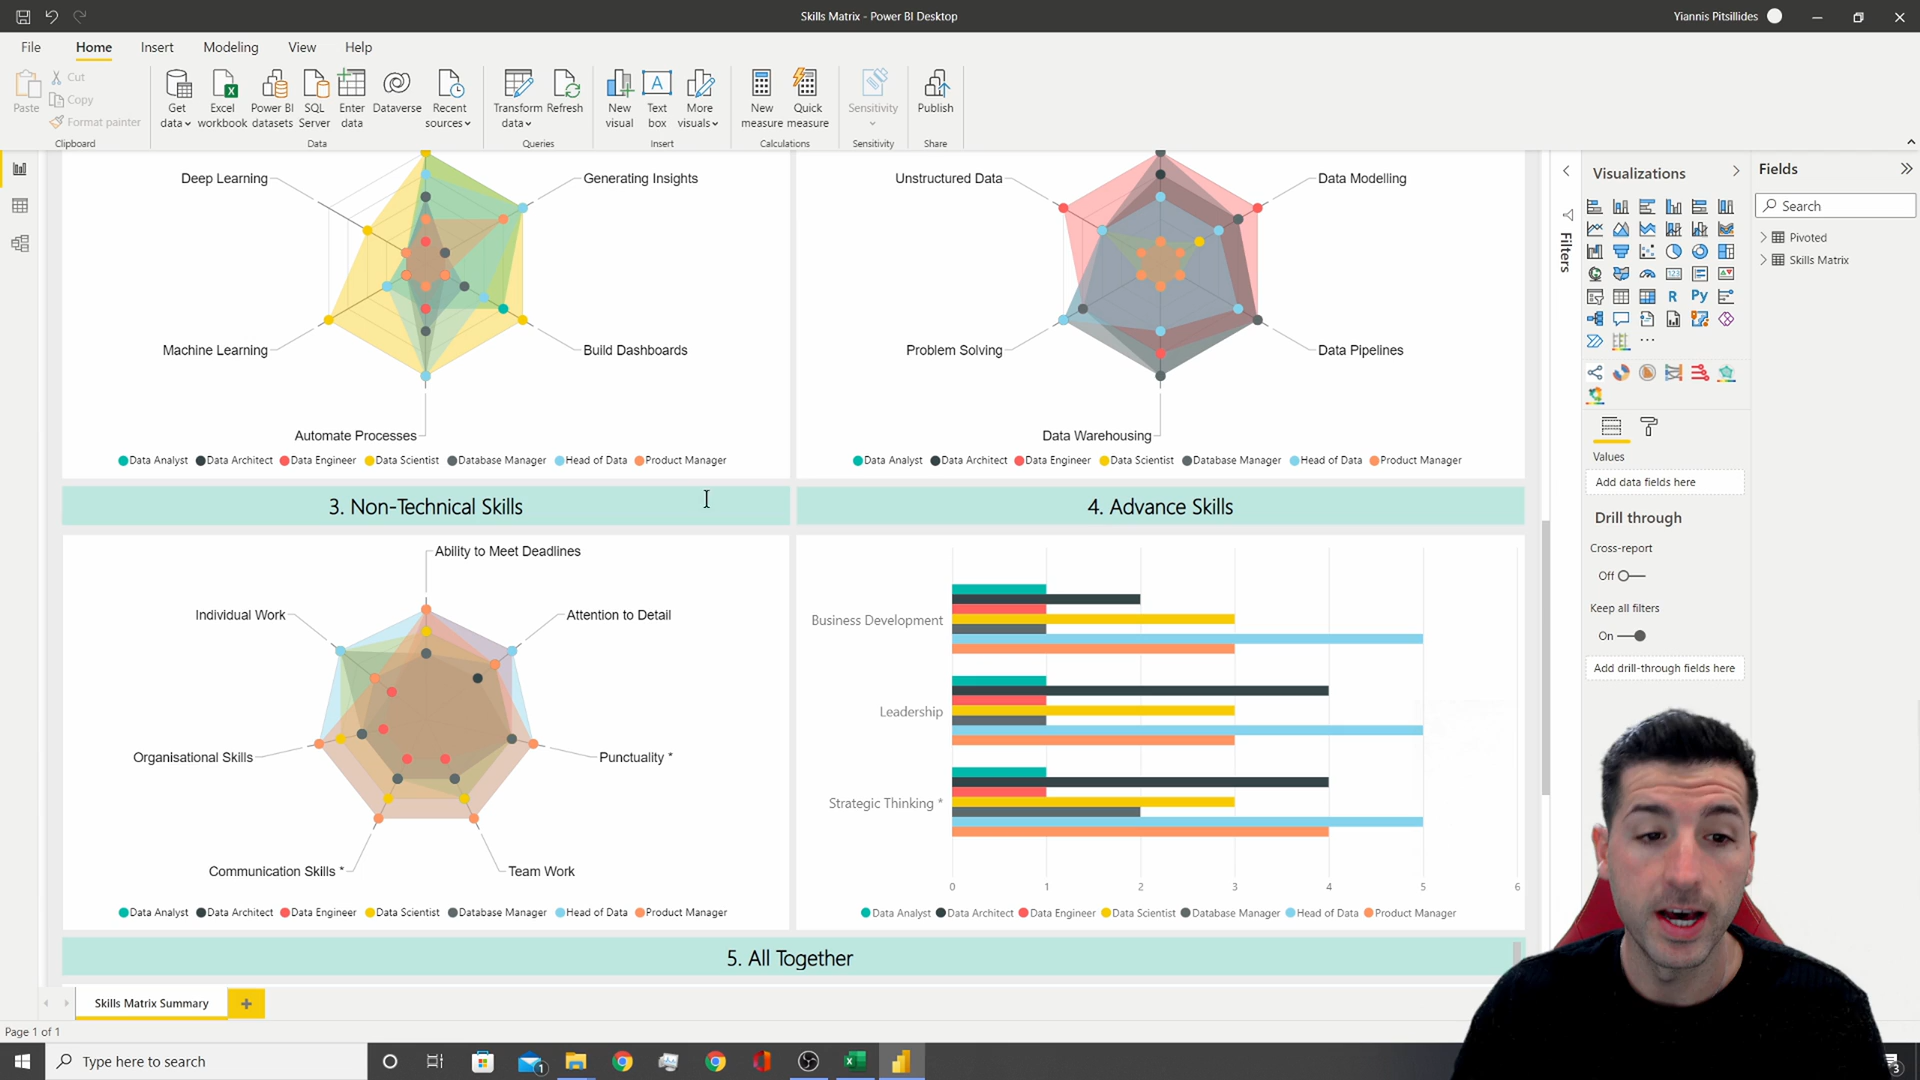 Skills Matrix - Power BI Desktop
Yiannis Pitsillides
File Home Insert Modeling View Help
Paste
Cut
Copy
Format painter
Clipboard
Get data
Excel workbook
Power BI datasets
SQL Server
Enter data
Dataverse
Recent sources
Data
Transform data
Refresh
Queries
New visual
Text box
More visuals
Insert
New measure
Quick measure
Calculations
Sensitivity
Sensitivity
Publish
Share
Deep Learning
Generating Insights
Machine Learning
Build Dashboards
Automate Processes
Data Analyst Data Architect Data Engineer Data Scientist Database Manager Head of Data Product Manager
Unstructured Data
Data Modelling
Problem Solving
Data Pipelines
Data Warehousing
Data Analyst Data Architect Data Engineer Data Scientist Database Manager Head of Data Product Manager
3. Non-Technical Skills
4. Advance Skills
Ability to Meet Deadlines
Individual Work
Attention to Detail
Organisational Skills
Punctuality *
Communication Skills *
Team Work
Data Analyst Data Architect Data Engineer Data Scientist Database Manager Head of Data Product Manager
Business Development
Leadership
Strategic Thinking *
0 1 2 3 4 5 6
Data Analyst Data Architect Data Engineer Data Scientist Database Manager Head of Data Product Manager
5. All Together
Filters
Visualizations
R
Py
123
Values
Add data fields here
Drill through
Cross-report
Off
Keep all filters
On
Add drill-through fields here
Fields
Search
Pivoted
Skills Matrix
Skills Matrix Summary
Page 1 of 1
Type here to search
1
3